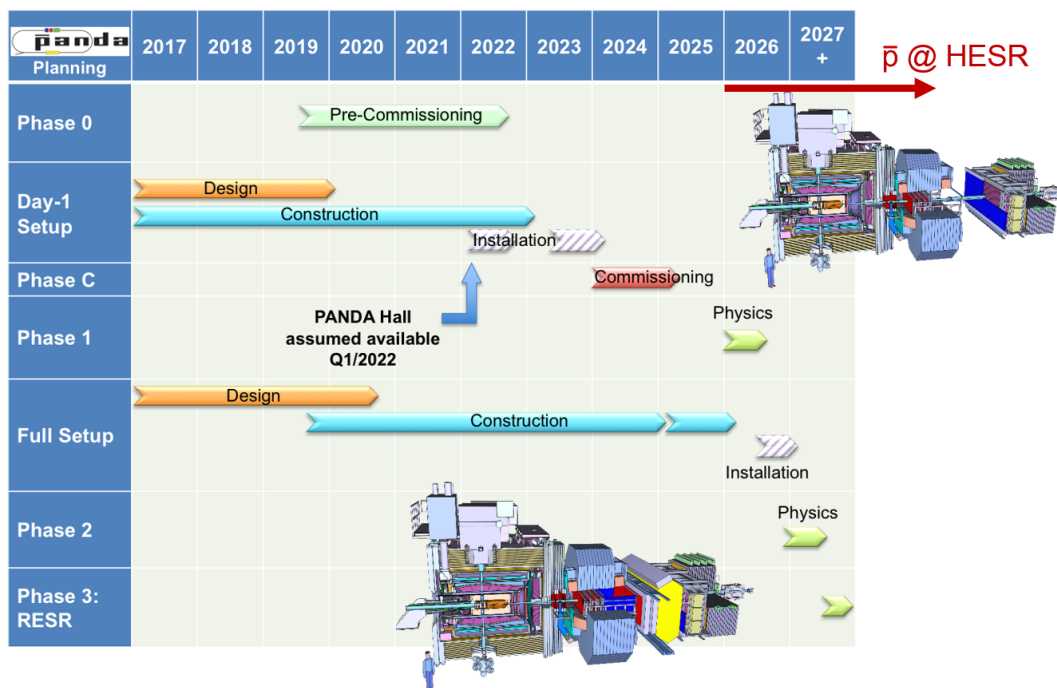 p̄anda
Planning
2017 2018 2019 2020 2021 2022 2023 2024 2025 2026 2027
+
p̄ @ HESR
Phase 0
Pre-Commissioning
Day-1
Setup
Design
Construction
Installation
Phase C
Commissioning
PANDA Hall
assumed available
Q1/2022
Phase 1
Physics
Full Setup
Design
Construction
Installation
Phase 2
Physics
Phase 3:
RESR